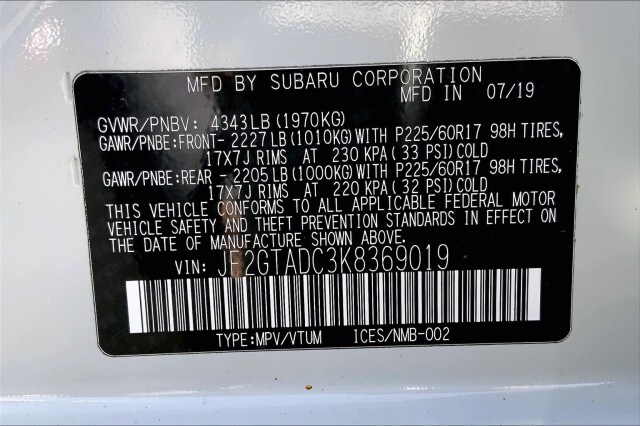 MFD BY SUBARU CORPORATION
MFD IN 07/19
GVWR/PNBV: 4343LB(1970KG)
GAWR/PNBE:FRONT- 2227LB(1010KG)WITH P225/60R17 98H TIRES,
17X7J RIMS AT 230 KPA(33 PSI)COLD
GAWR/PNBE:REAR - 2205LB(1000KG)WITH P225/60R17 98H TIRES,
17X7J RIMS AT 220 KPA(32 PSI)COLD
THIS VEHICLE CONFORMS TO ALL APPLICABLE FEDERAL MOTOR
VEHICLE SAFETY AND THEFT PREVENTION STANDARDS IN EFFECT ON
THE DATE OF MANUFACTURE SHOWN ABOVE.
VIN: JF2GTADC3K8369019
TYPE:MPV/VTUM ICES/NMB-002